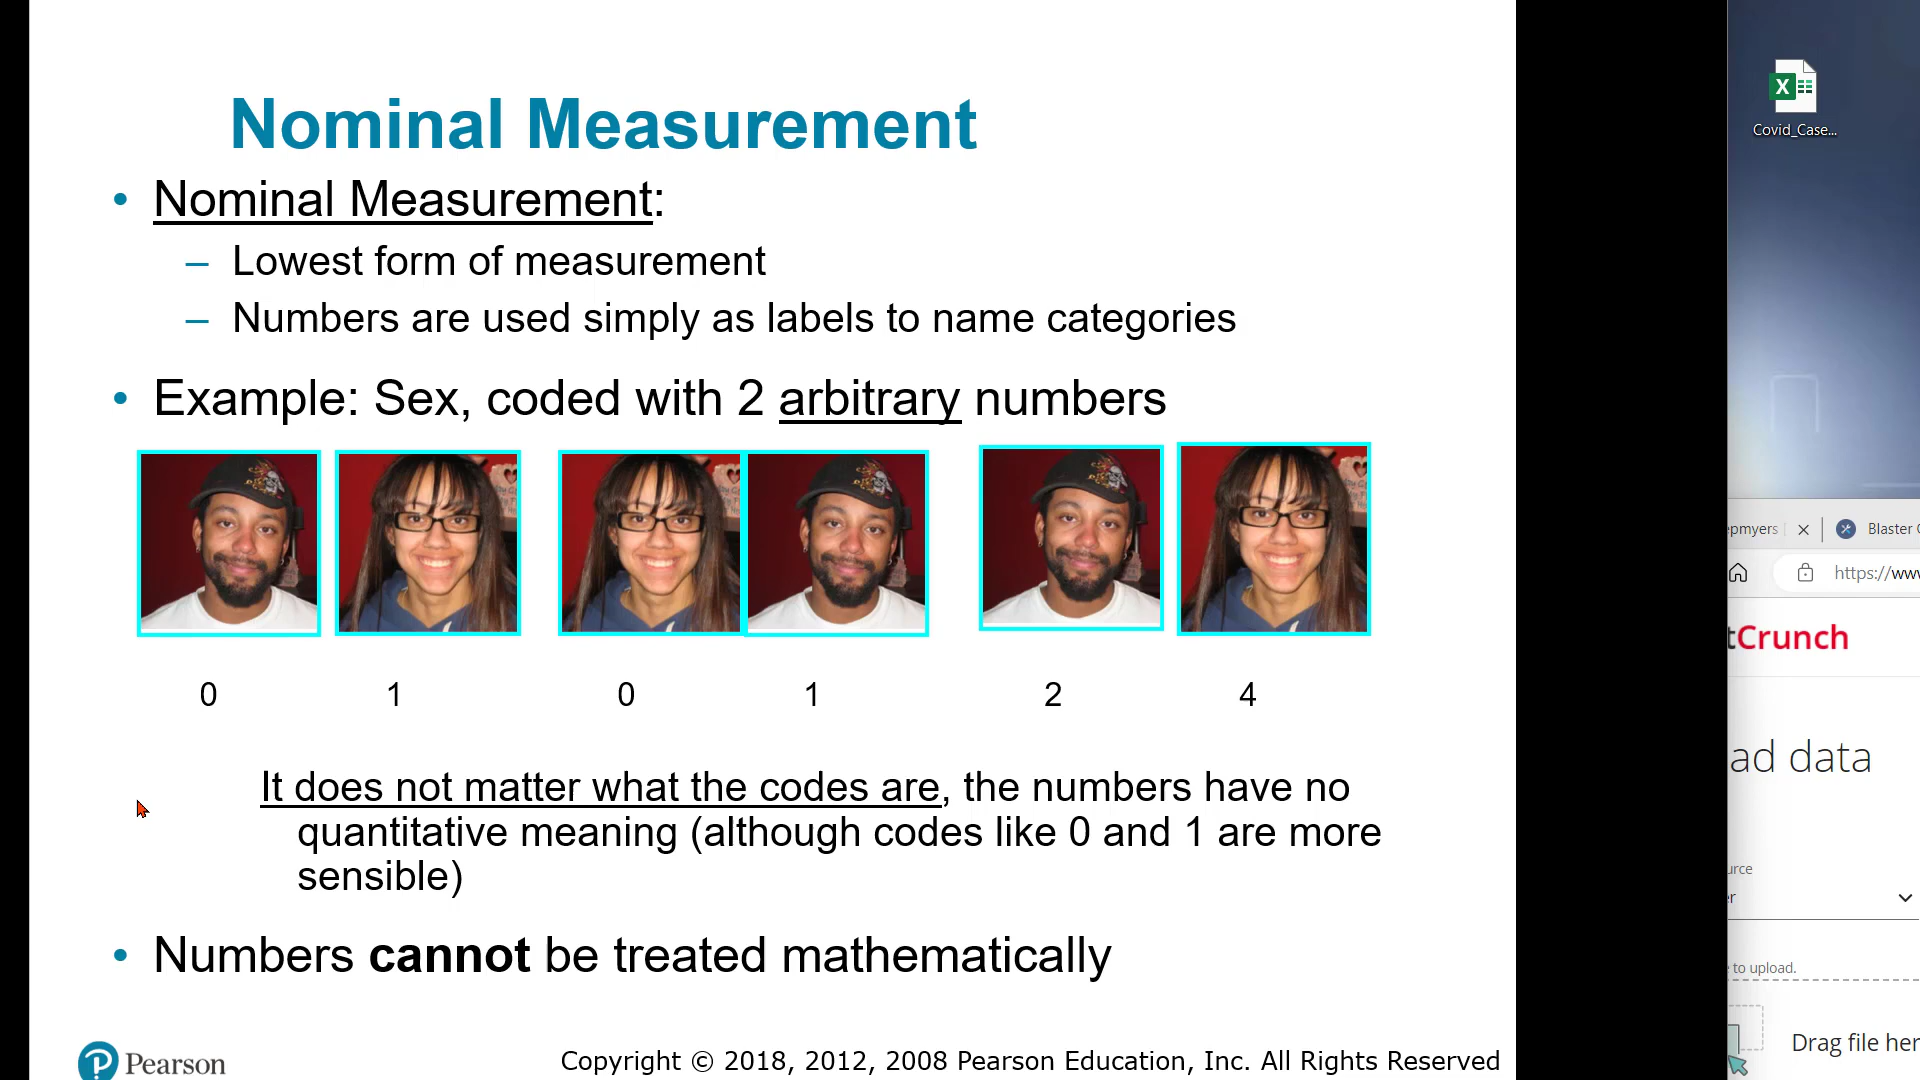 Nominal Measurement
• Nominal Measurement:
– Lowest form of measurement
– Numbers are used simply as labels to name categories
• Example: Sex, coded with 2 arbitrary numbers
0 1 0 1 2 4
It does not matter what the codes are, the numbers have no
quantitative meaning (although codes like 0 and 1 are more
sensible)
• Numbers cannot be treated mathematically
Pearson
Copyright © 2018, 2012, 2008 Pearson Education, Inc. All Rights Reserved
Covid_Case...
epmyers
Blaster
https://www
tCrunch
ad data
urce
er
to upload.
Drag file her